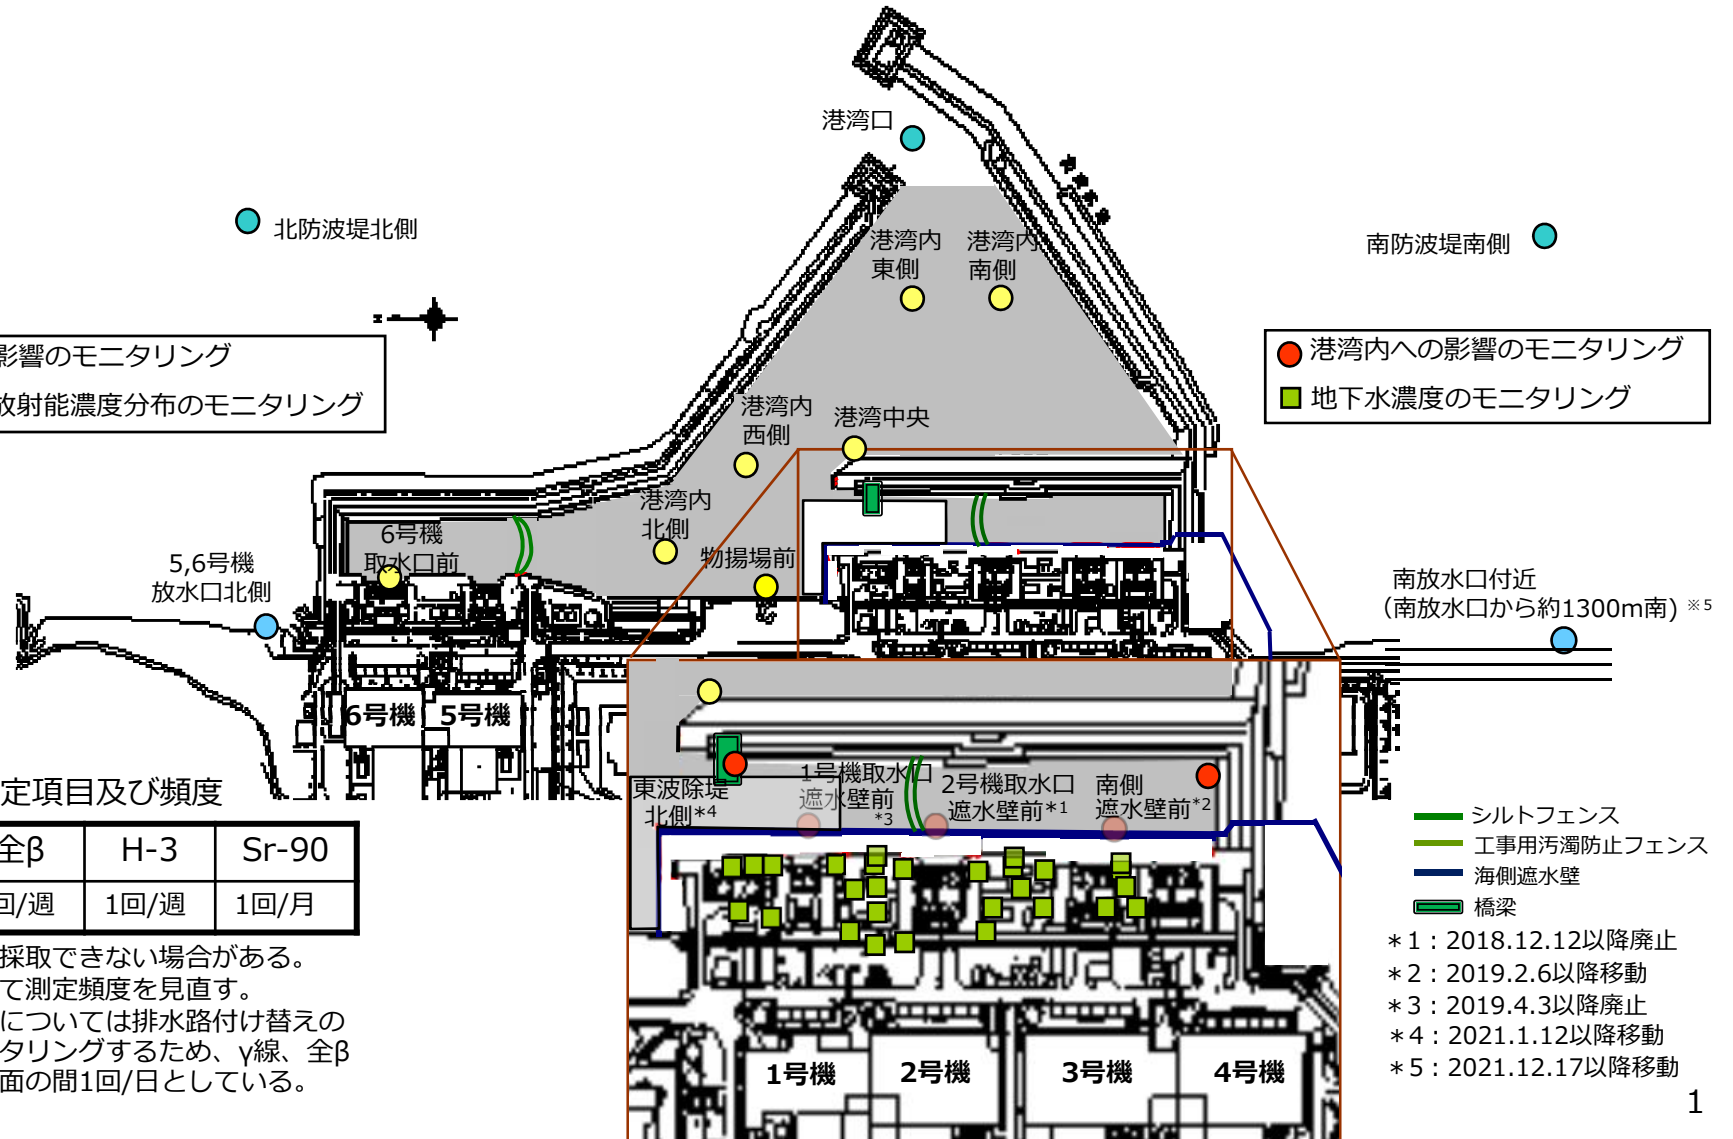 港湾口
北防波堤北側
南防波堤南側
港湾内
東側
港湾内
南側
影響のモニタリング
放射能濃度分布のモニタリング
港湾内への影響のモニタリング
地下水濃度のモニタリング
港湾内
西側
港湾中央
港湾内
北側
物揚場前
6号機
取水口前
5,6号機
放水口北側
南放水口付近
（南放水口から約1300m南）※5
6号機
5号機
東波除堤
北側*4
1号機取水口
遮水壁前
*3
2号機取水口
遮水壁前*1
南側
遮水壁前*2
定項目及び頻度
全β H-3 Sr-90
回/週 1回/週 1回/月
採取できない場合がある。
て測定頻度を見直す。
については排水路付け替えの
タリングするため、γ線、全β
面の間1回/日としている。
シルトフェンス
工事用汚濁防止フェンス
海側遮水壁
橋梁
＊1：2018.12.12以降廃止
＊2：2019.2.6以降移動
＊3：2019.4.3以降廃止
＊4：2021.1.12以降移動
＊5：2021.12.17以降移動
1号機
2号機
3号機
4号機
1